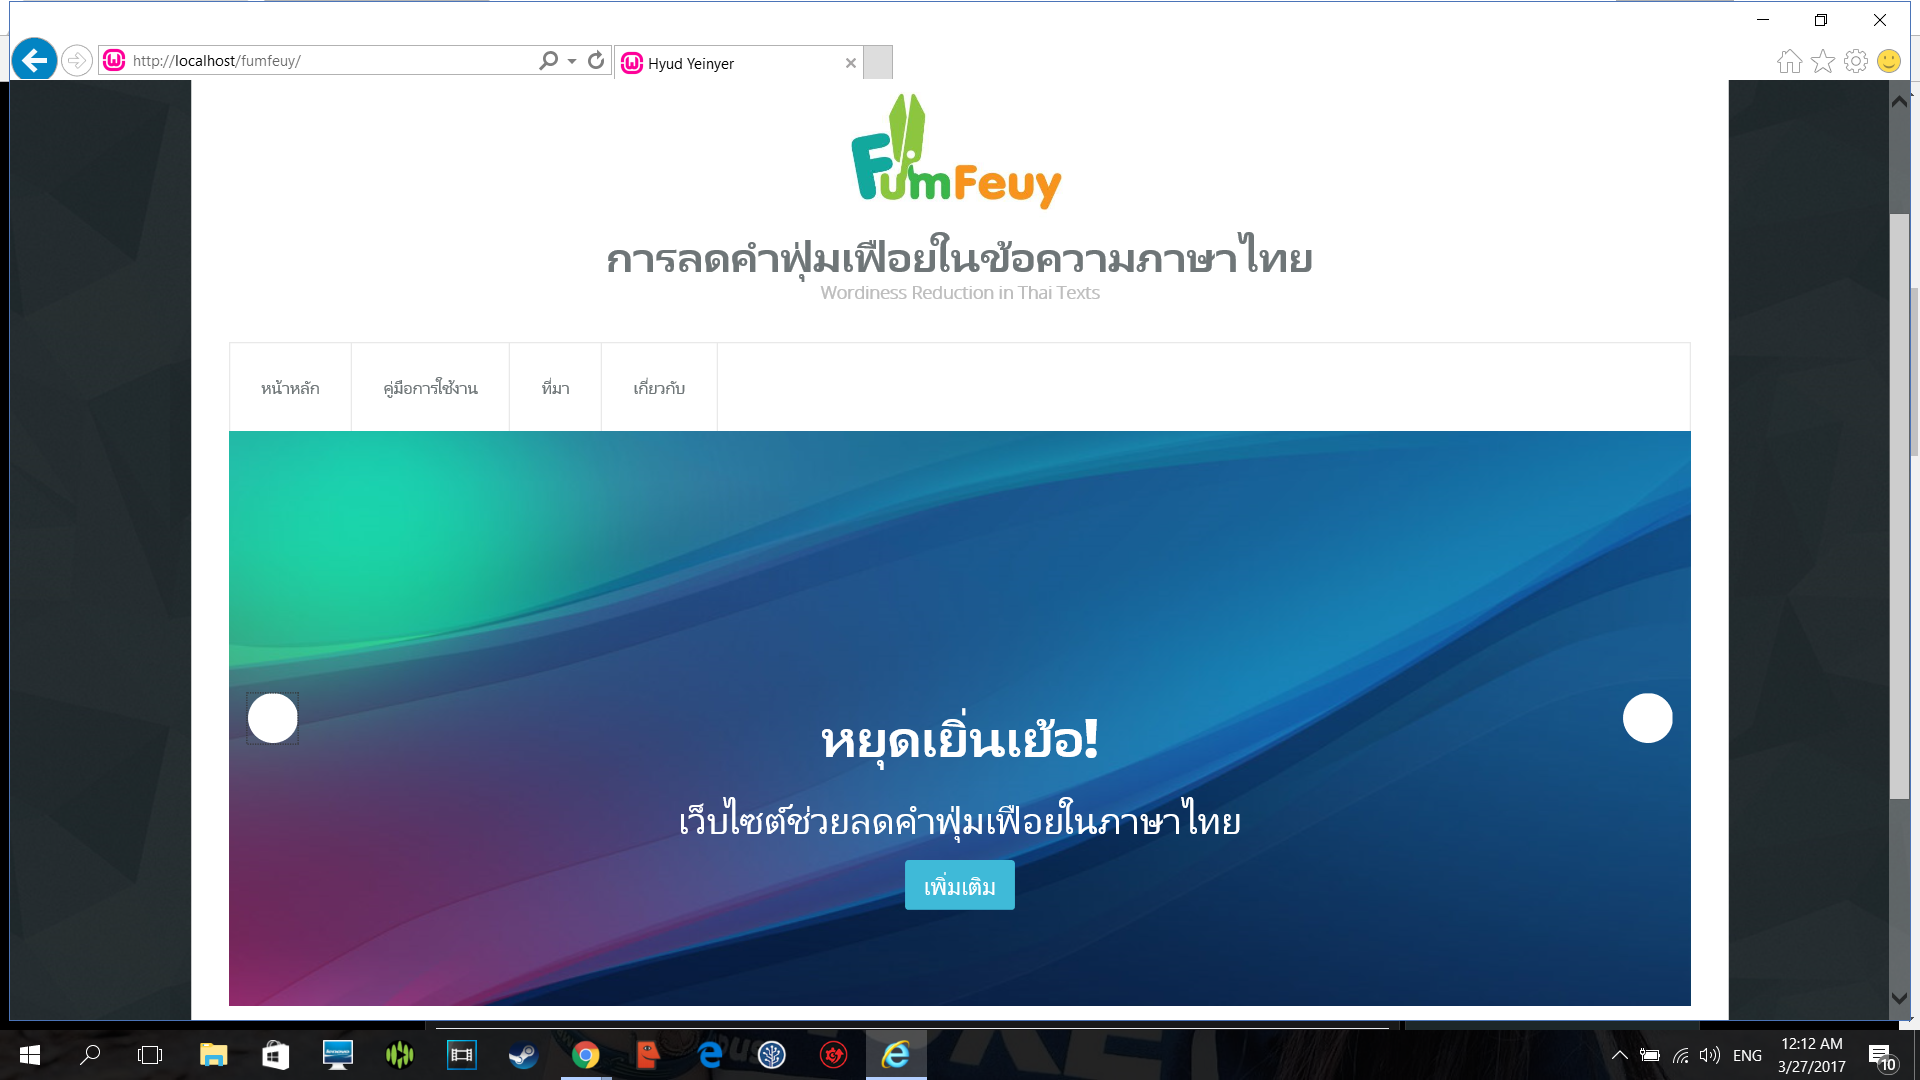 http://localhost/fumfeuy/
Hyud Yeinyer
FumFeuy
การลดคำฟุ่มเฟือยในข้อความภาษาไทย
Wordiness Reduction in Thai Texts
หน้าหลัก
คู่มือการใช้งาน
ที่มา
เกี่ยวกับ
หยุดเยิ่นเย้อ!
เว็บไซต์ช่วยลดคำฟุ่มเฟือยในภาษาไทย
เพิ่มเติม
ENG
12:12 AM
3/27/2017
10